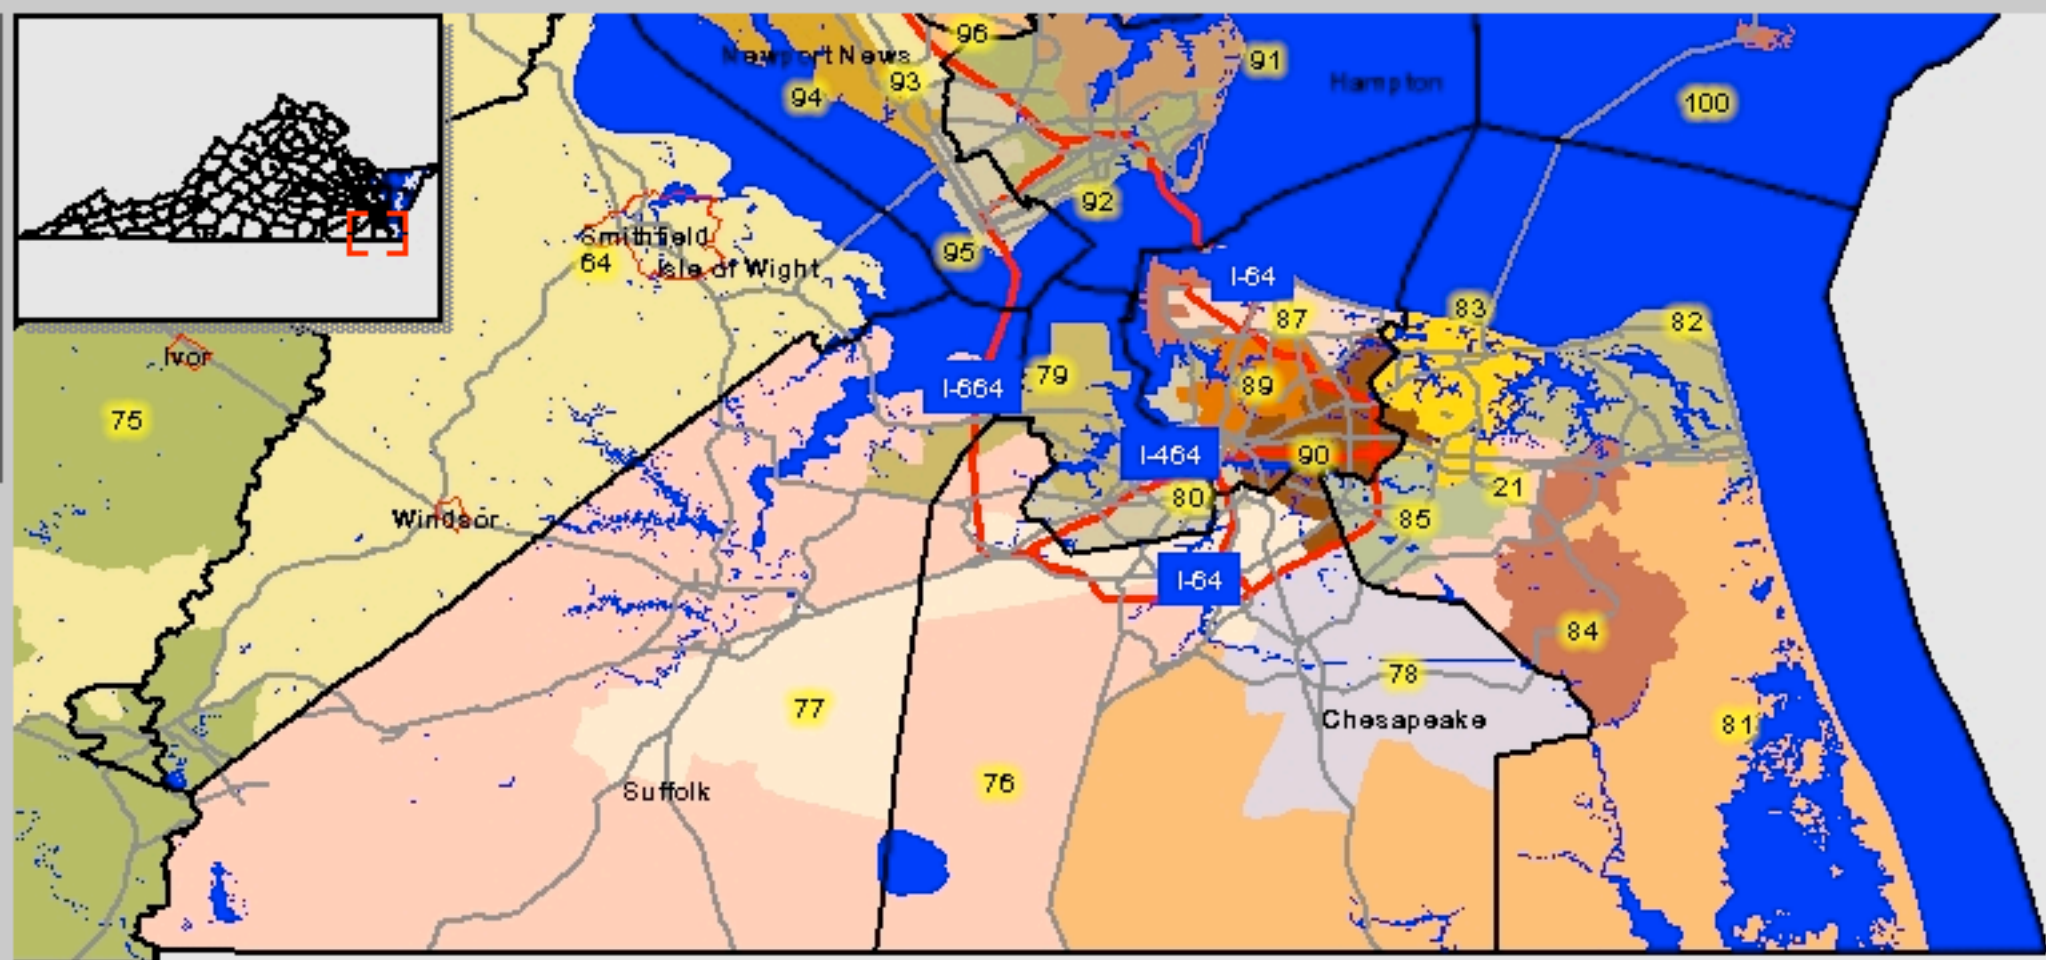 96
Newport News
91
93
Hampton
94
100
92
Smithfield
95
64
Isle of Wight
I-64
83
87
82
Ivor
79
I-664
89
75
I-464
90
21
80
Windsor
85
I-64
84
78
77
Chesapeake
81
76
Suffolk